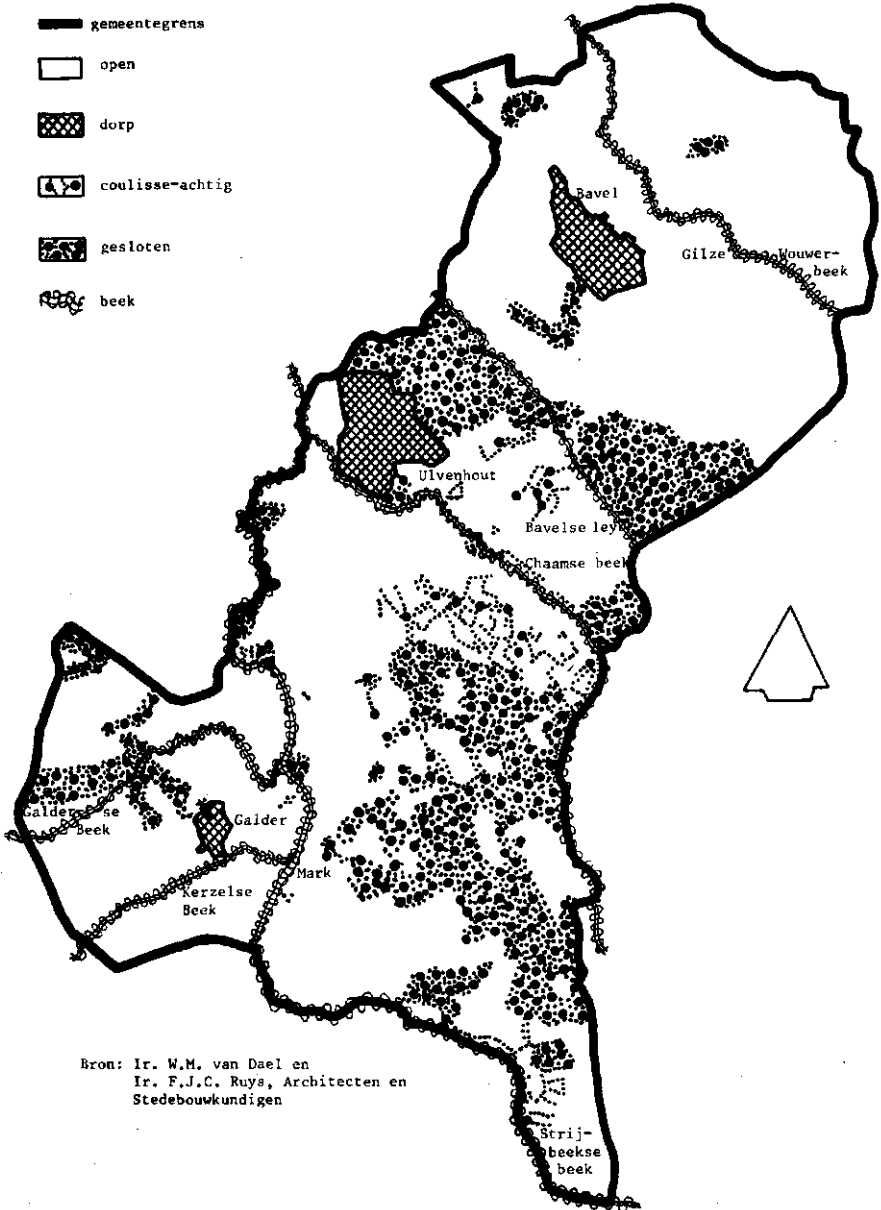 gemeentegrens
open
dorp
coulisse-achtig
gesloten
beek
Bavel
Gilze Wouwer-
beek
Ulvenhout
Bavelse ley
Chaamse beek
Galderse
Beek
Galder
Mark
Kerzelse
Beek
Bron: Ir. W.M. van Dael en
Ir. F.J.C. Ruys, Architecten en
Stedebouwkundigen
Strij-
beekse
beek